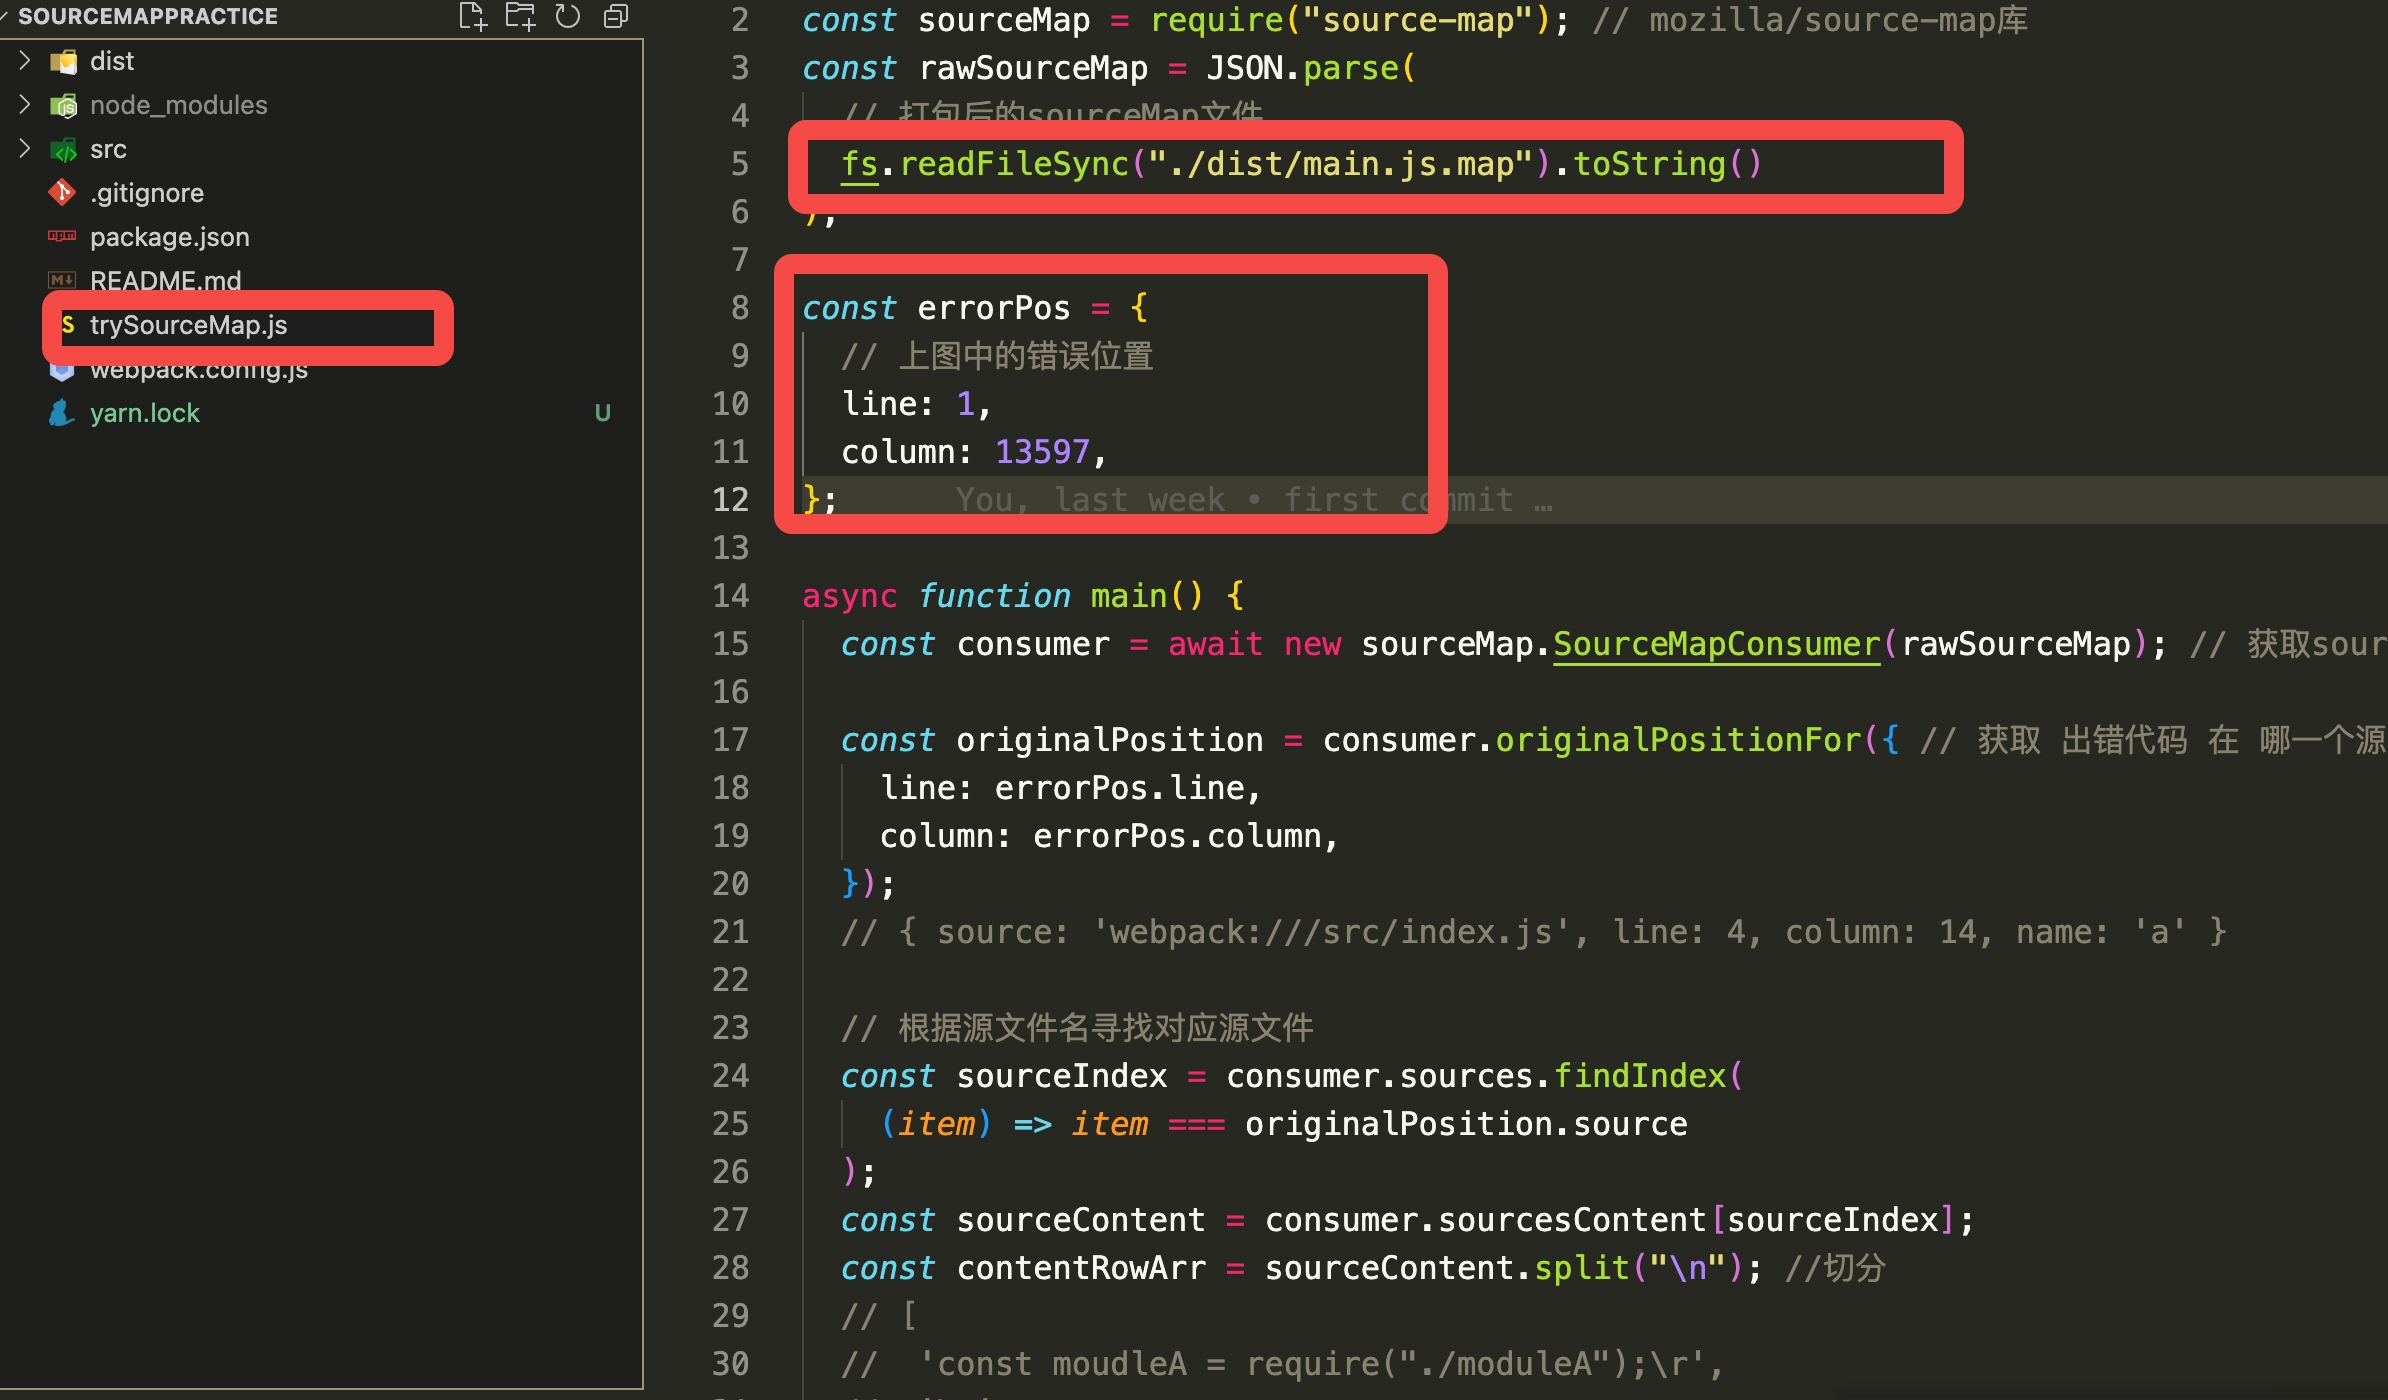 SOURCEMAPPRACTICE
dist
node_modules
src
.gitignore
package.json
README.md
trySourceMap.js
webpack.config.js
yarn.lock U
2 const sourceMap = require("source-map"); // mozilla/source-map库
3 const rawSourceMap = JSON.parse(
4 // 打包后的sourceMap文件
5 fs.readFileSync("./dist/main.js.map").toString()
6 );
7
8 const errorPos = {
9 // 上图中的错误位置
10 line: 1,
11 column: 13597,
12 }; You, last week • first commit …
13
14 async function main() {
15 const consumer = await new sourceMap.SourceMapConsumer(rawSourceMap); // 获取sour
16
17 const originalPosition = consumer.originalPositionFor({ // 获取 出错代码 在 哪一个源
18 line: errorPos.line,
19 column: errorPos.column,
20 });
21 // { source: 'webpack:///src/index.js', line: 4, column: 14, name: 'a' }
22
23 // 根据源文件名寻找对应源文件
24 const sourceIndex = consumer.sources.findIndex(
25 (item) => item === originalPosition.source
26 );
27 const sourceContent = consumer.sourcesContent[sourceIndex];
28 const contentRowArr = sourceContent.split("\n"); //切分
29 // [
30 // 'const moudleA = require("./moduleA");\r',